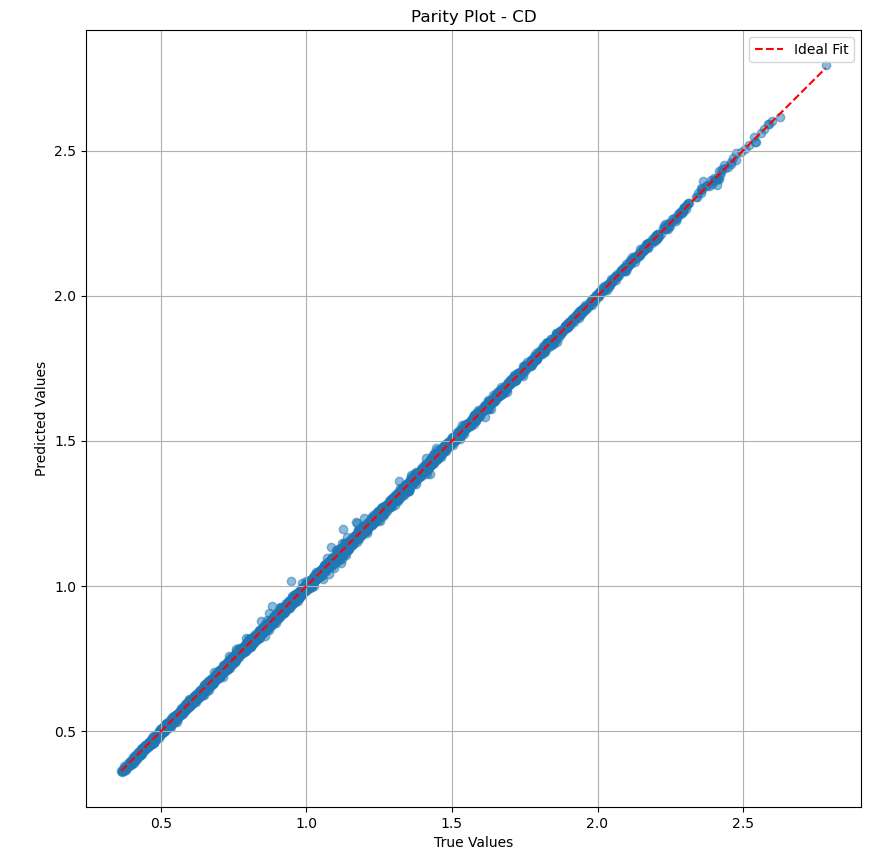 Parity Plot - CD
Ideal Fit
Predicted Values
2.5
2.0
1.5
1.0
0.5
0.5 1.0 1.5 2.0 2.5
True Values